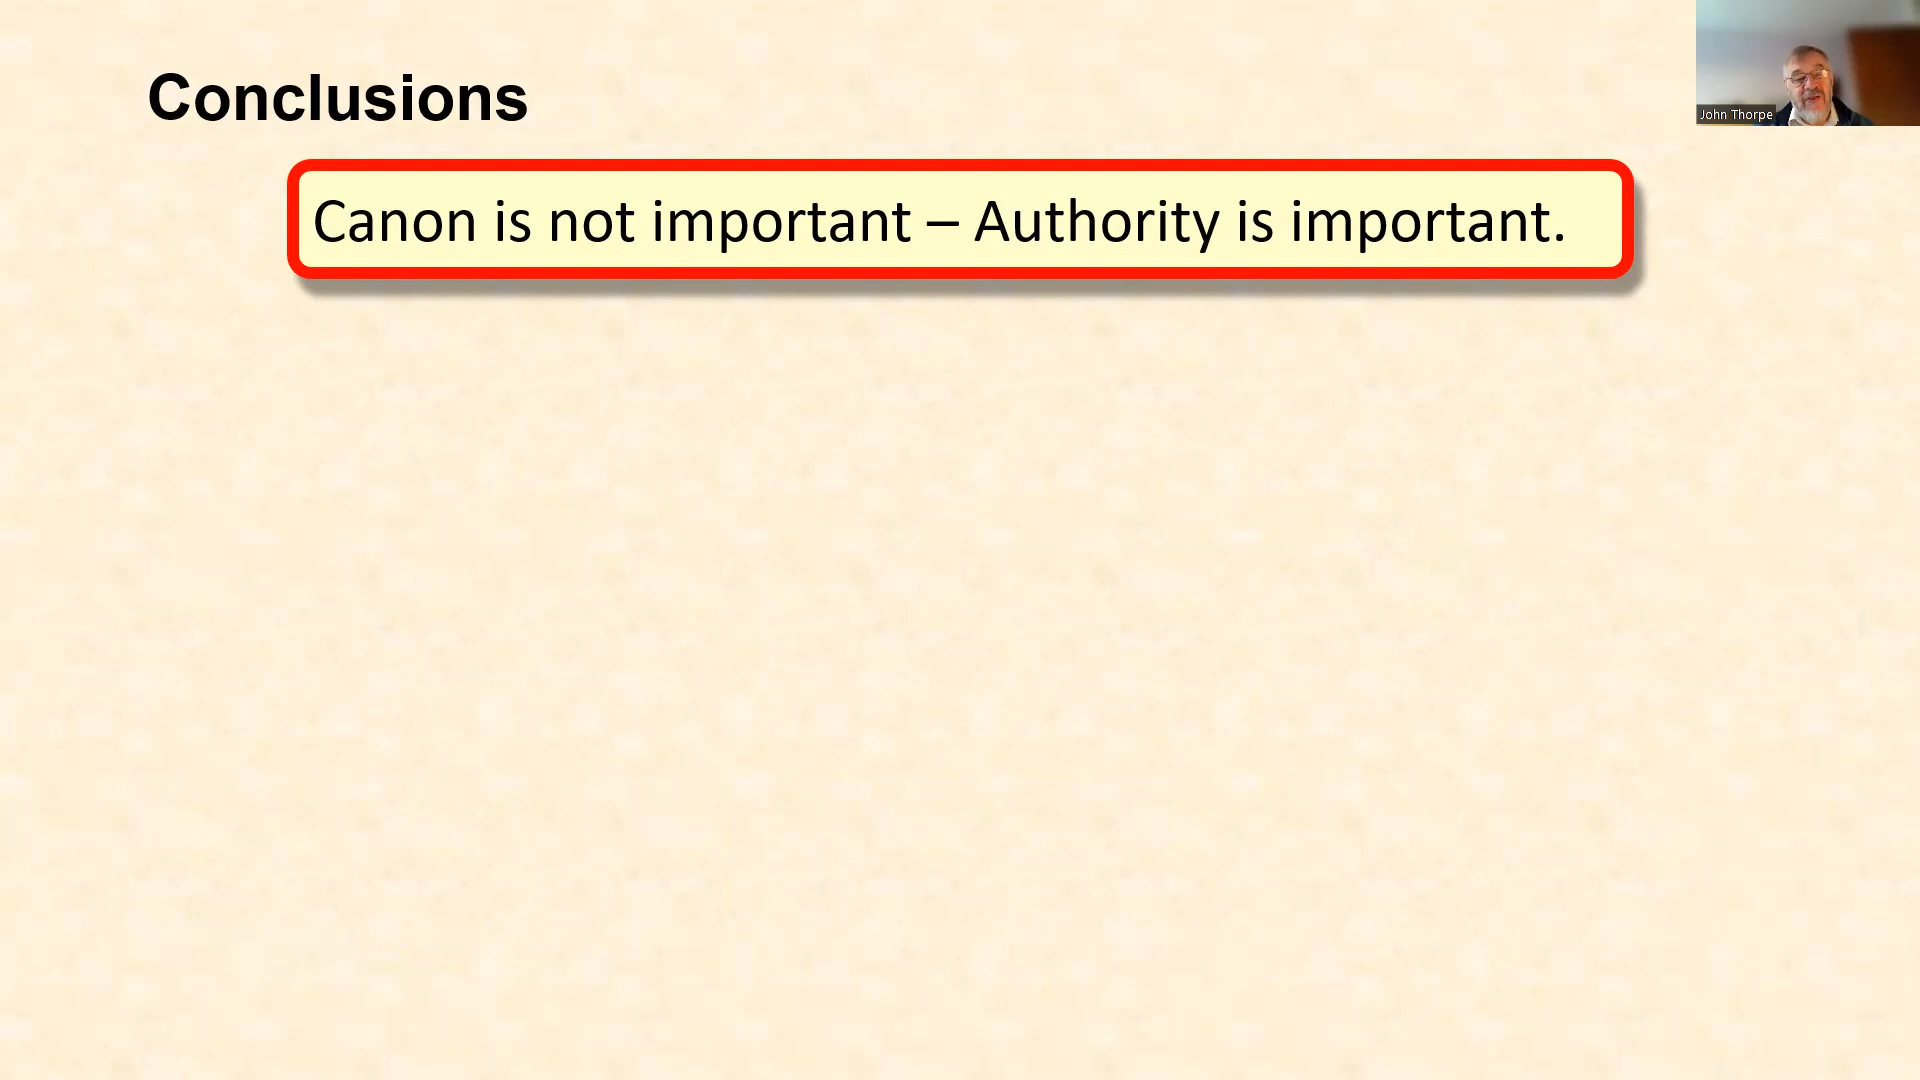 Conclusions
John Thorpe
Canon is not important – Authority is important.